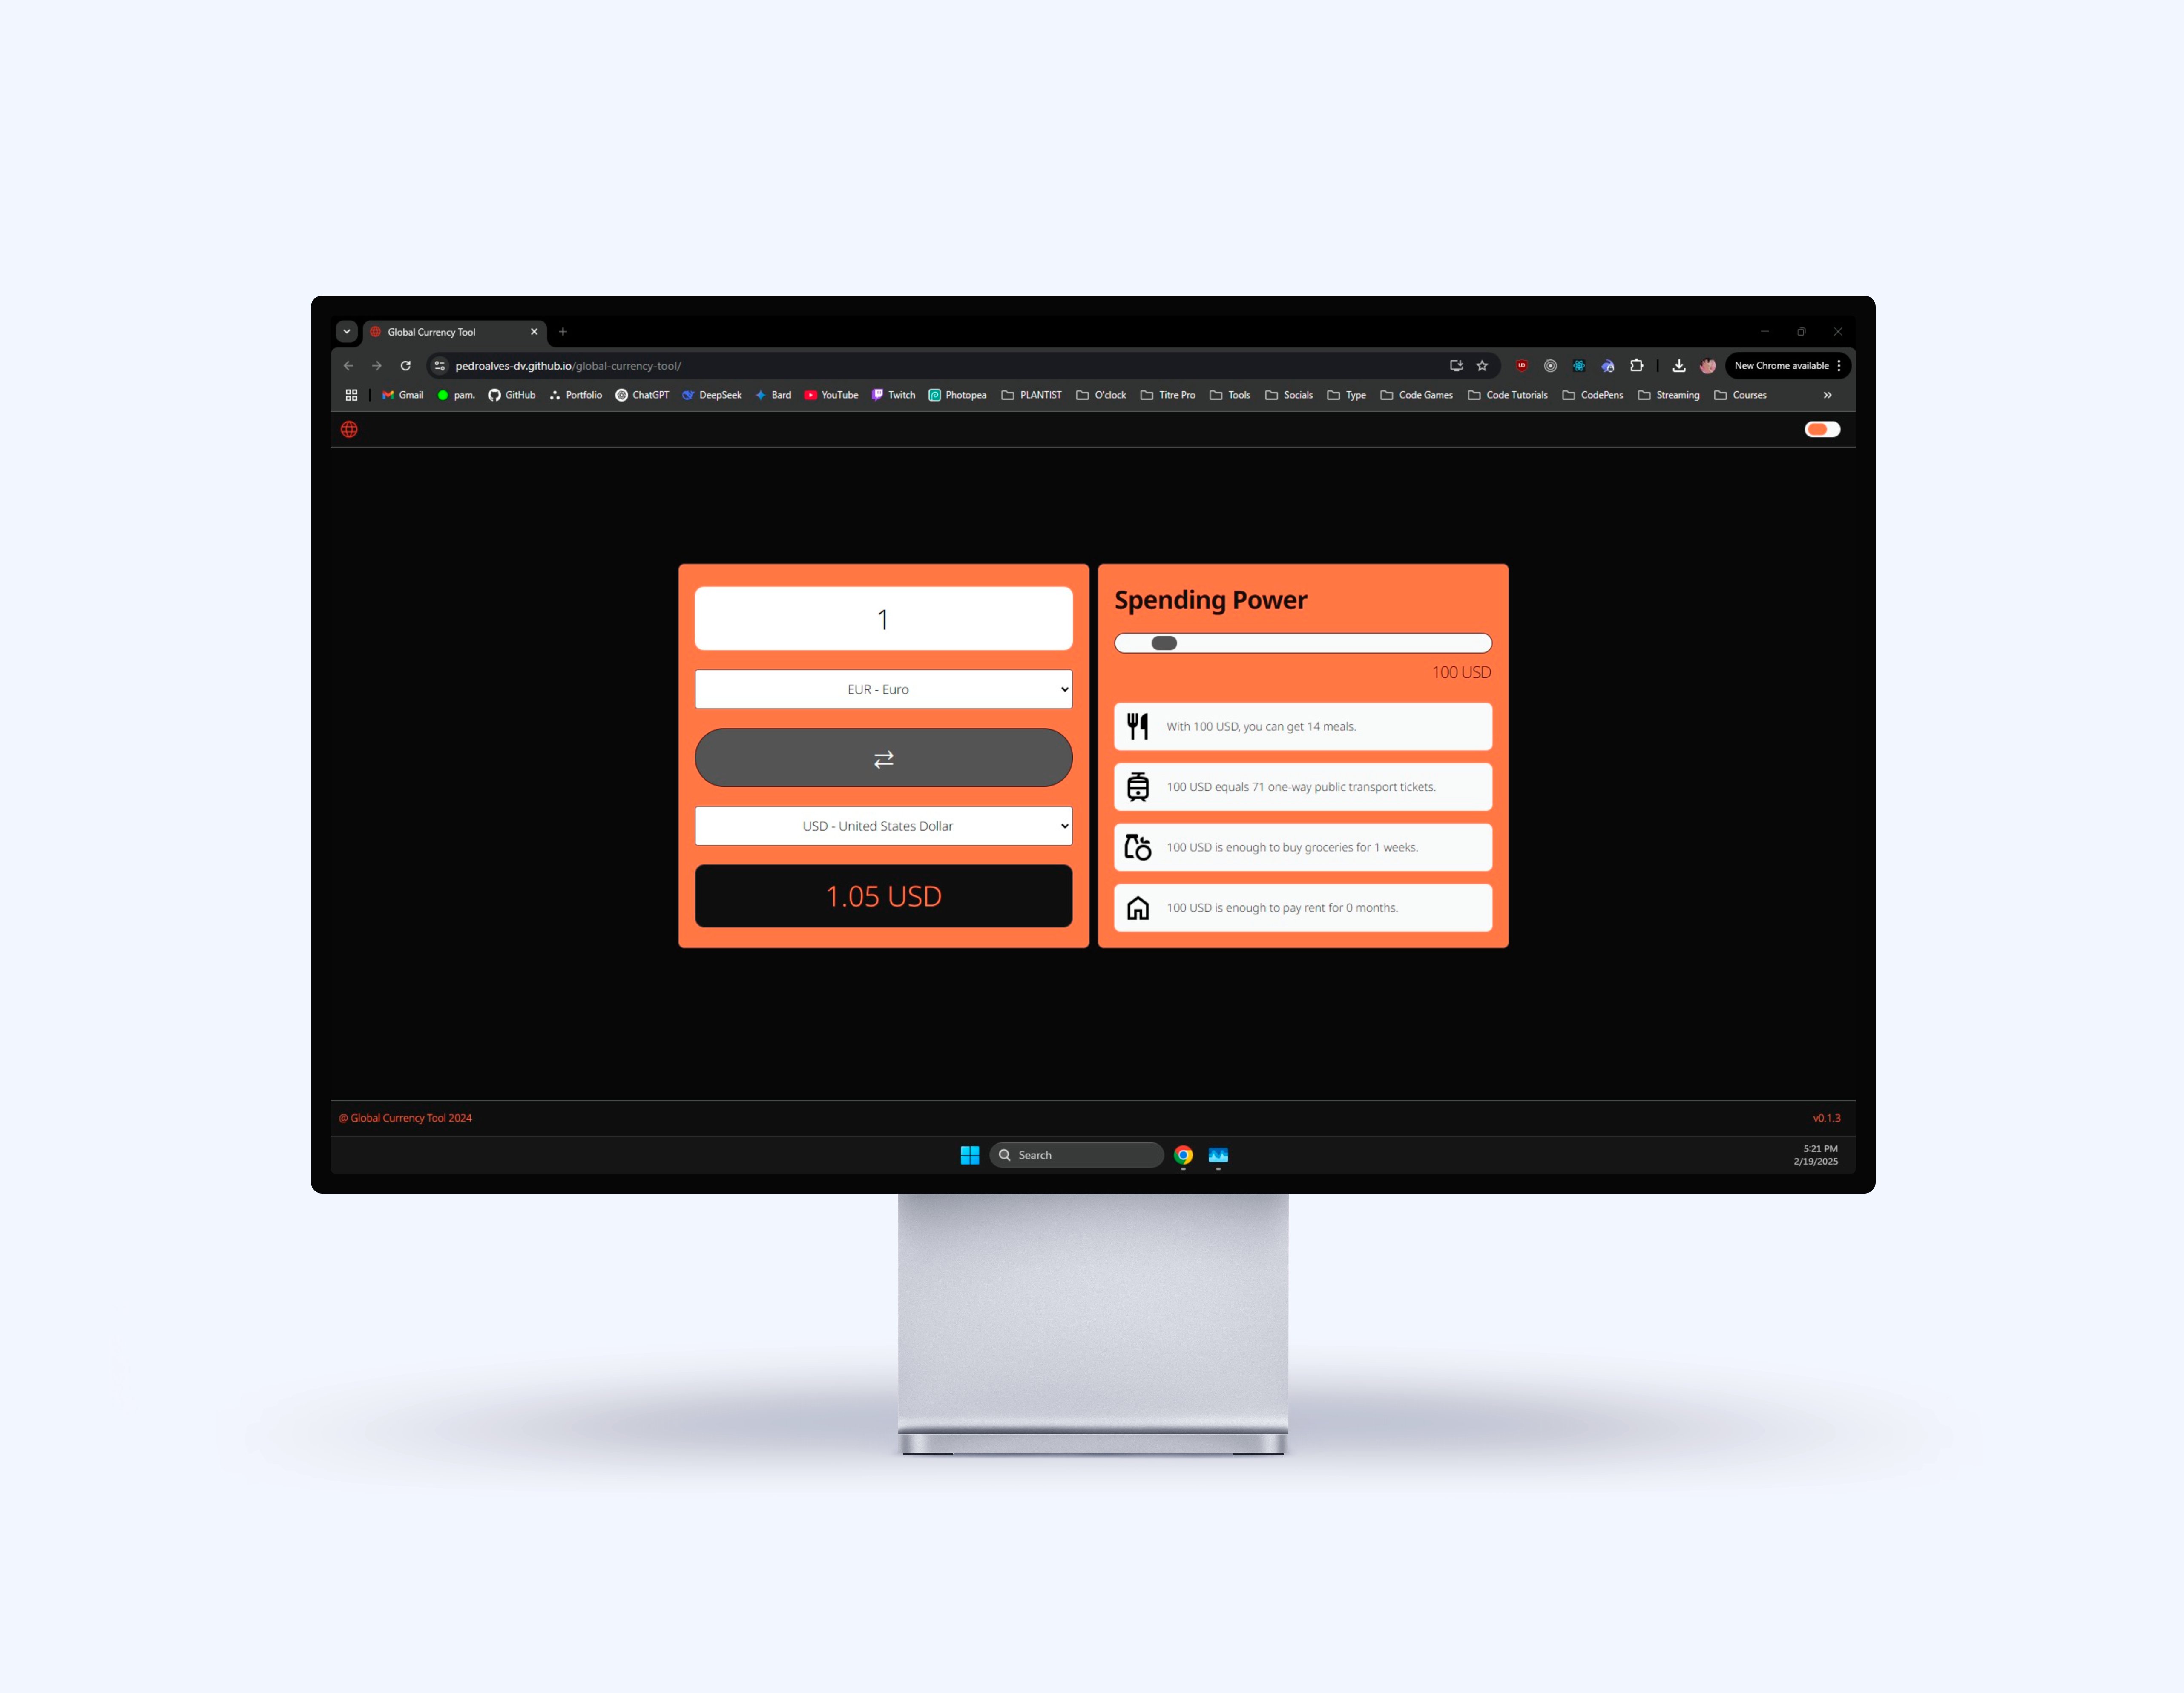 Global Currency Tool
pedroalves-dv.github.io/global-currency-tool/
New Chrome available
Gmail pam. GitHub Portfolio ChatGPT DeepSeek Bard YouTube Twitch Photopea PLANTIST O'clock Titre Pro Tools Socials Type Code Games Code Tutorials CodePens Streaming Courses
1
EUR - Euro
USD - United States Dollar
1.05 USD
Spending Power
100 USD
With 100 USD, you can get 14 meals.
100 USD equals 71 one-way public transport tickets.
100 USD is enough to buy groceries for 1 weeks.
100 USD is enough to pay rent for 0 months.
@ Global Currency Tool 2024
v0.1.3
Search
5:21 PM
2/19/2025